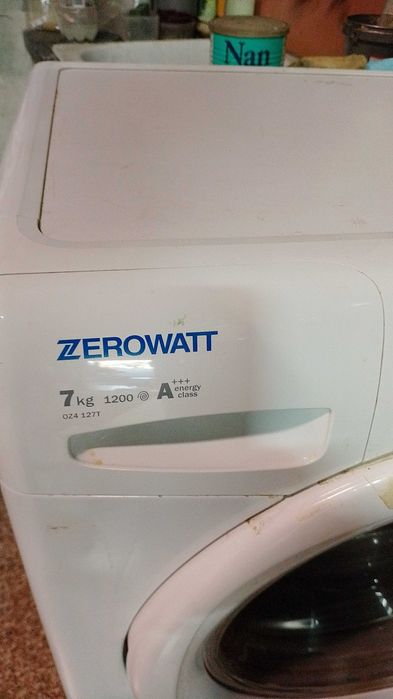 Nan
ZEROWATT
7kg 1200 A+++ energy class
OZ4 127T